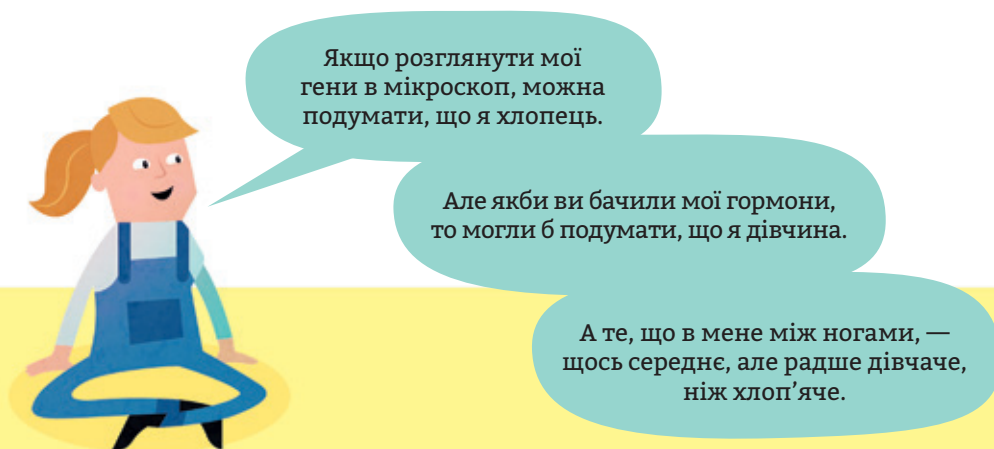 Якщо розглянути мої
гени в мікроскоп, можна
подумати, що я хлопець.
Але якби ви бачили мої гормони,
то могли б подумати, що я дівчина.
А те, що в мене між ногами, —
щось середнє, але радше дівчаче,
ніж хлоп’яче.